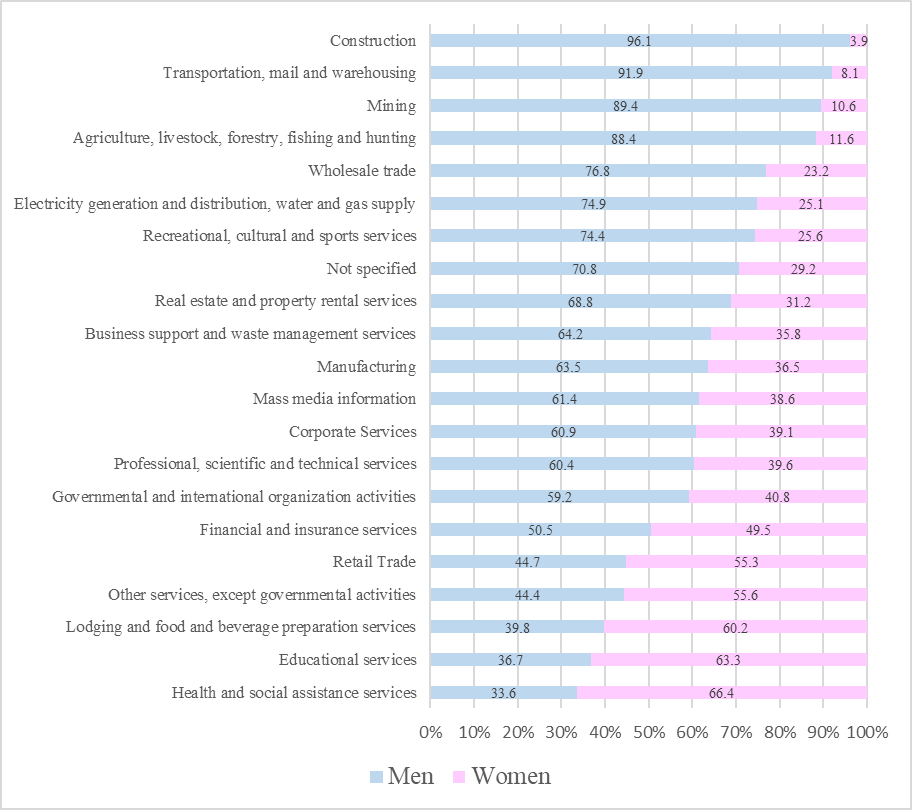 Construction 96.1 3.9
Transportation, mail and warehousing 91.9 8.1
Mining 89.4 10.6
Agriculture, livestock, forestry, fishing and hunting 88.4 11.6
Wholesale trade 76.8 23.2
Electricity generation and distribution, water and gas supply 74.9 25.1
Recreational, cultural and sports services 74.4 25.6
Not specified 70.8 29.2
Real estate and property rental services 68.8 31.2
Business support and waste management services 64.2 35.8
Manufacturing 63.5 36.5
Mass media information 61.4 38.6
Corporate Services 60.9 39.1
Professional, scientific and technical services 60.4 39.6
Governmental and international organization activities 59.2 40.8
Financial and insurance services 50.5 49.5
Retail Trade 44.7 55.3
Other services, except governmental activities 44.4 55.6
Lodging and food and beverage preparation services 39.8 60.2
Educational services 36.7 63.3
Health and social assistance services 33.6 66.4
0% 10% 20% 30% 40% 50% 60% 70% 80% 90% 100%
Men Women